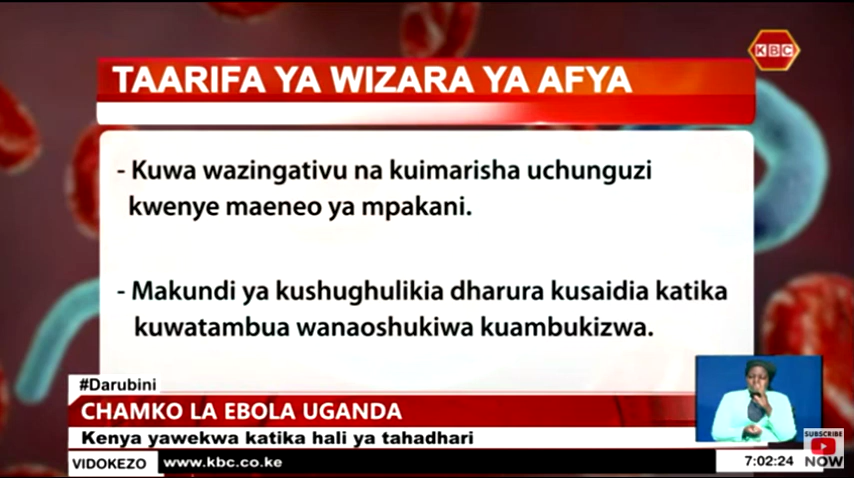 KBC
TAARIFA YA WIZARA YA AFYA
- Kuwa wazingativu na kuimarisha uchunguzi
kwenye maeneo ya mpakani.
- Makundi ya kushughulikia dharura kusaidia katika
kuwatambua wanaoshukiwa kuambukizwa.
#Darubini
CHAMKO LA EBOLA UGANDA
Kenya yawekwa katika hali ya tahadhari
VIDOKEZO www.kbc.co.ke 7:02:24
SUBSCRIBE
NOW